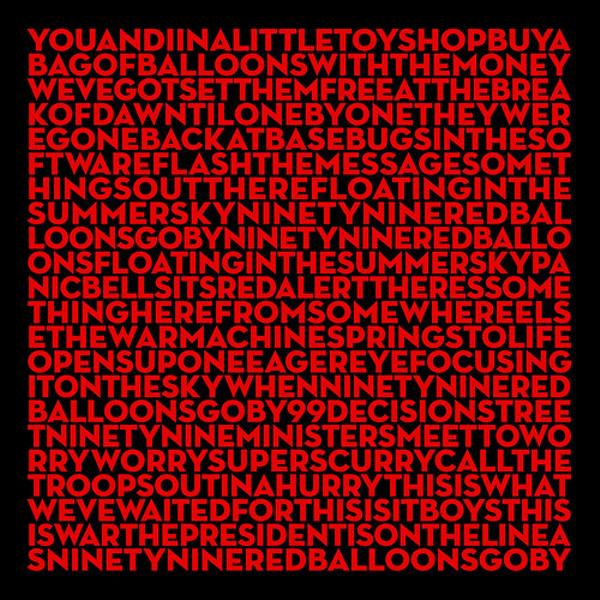 YOUANDIINALITTLETOYSHOPBUYA
BAGOFBALLOONSWITHTHEMONEY
WEVEGOTSETTHEMFREEATTHEBREA
KOFDAWNTILONEBYONETHEYWER
EGONEBACKATBASEBUGSINTHESO
FTWAREFLASHTHEMESSAGESOMET
HINGSOUTTHEREFLOATINGINTHE
SUMMERSKYNINETYNINEREDBAL
LOONSGOBYNINETYNINEREDBALLO
ONSFLOATINGINTHESUMMERSKYPA
NICBELLSITSREDALERTTHERESSOME
THINGHEREFROMSOMEWHEREELS
ETHEWARMACHINESPRINGSTOLIFE
OPENSUPONEEAGEREYEFOCUSING
ITONTHESKYWHENNINETYNINERED
BALLOONSGOBY99DECISIONSTREE
TNINETYNINEMINISTERSMEETTOWO
RRYWORRYSUPERSCURRYCALLTHE
TROOPSOUTINAHURRYTHISISWHAT
WEVEWAITEDFORTHISISITBOYSTHIS
ISWARTHEPRESIDENTISONTHELINEA
SNINETYNINEREDBALLOONSGOBY